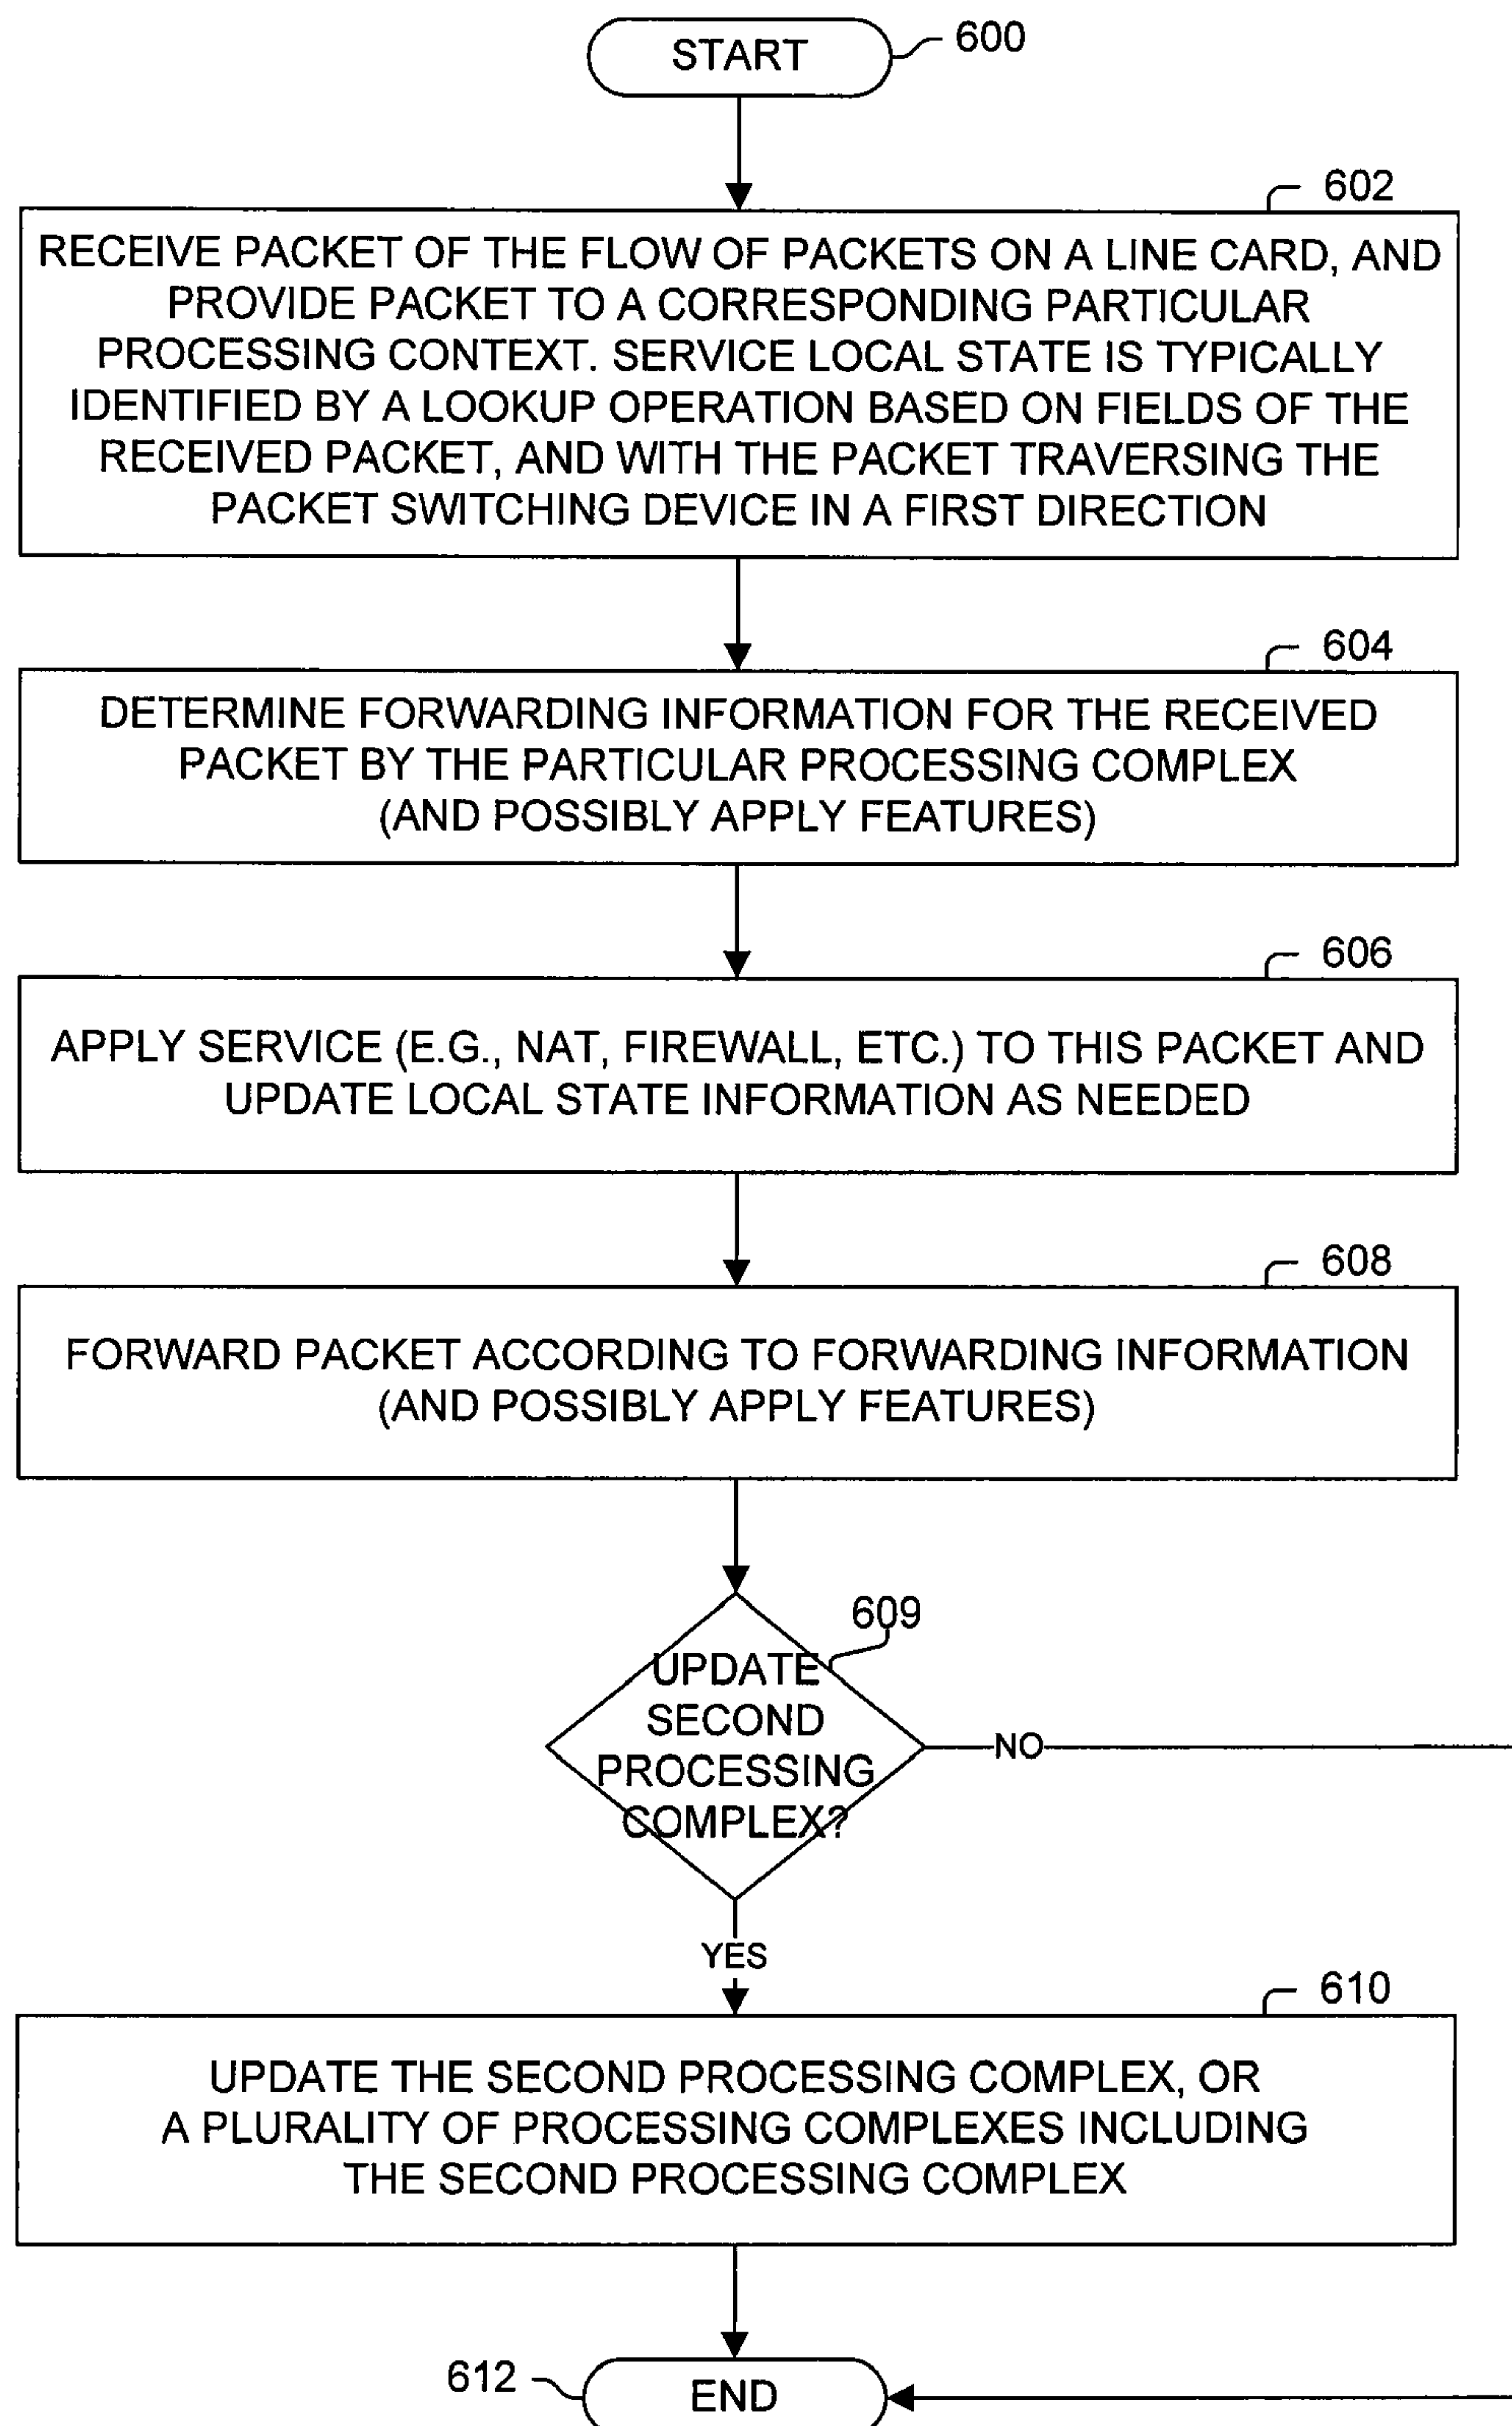 START
600
602
RECEIVE PACKET OF THE FLOW OF PACKETS ON A LINE CARD, AND
PROVIDE PACKET TO A CORRESPONDING PARTICULAR
PROCESSING CONTEXT. SERVICE LOCAL STATE IS TYPICALLY
IDENTIFIED BY A LOOKUP OPERATION BASED ON FIELDS OF THE
RECEIVED PACKET, AND WITH THE PACKET TRAVERSING THE
PACKET SWITCHING DEVICE IN A FIRST DIRECTION
604
DETERMINE FORWARDING INFORMATION FOR THE RECEIVED
PACKET BY THE PARTICULAR PROCESSING COMPLEX
(AND POSSIBLY APPLY FEATURES)
606
APPLY SERVICE (E.G., NAT, FIREWALL, ETC.) TO THIS PACKET AND
UPDATE LOCAL STATE INFORMATION AS NEEDED
608
FORWARD PACKET ACCORDING TO FORWARDING INFORMATION
(AND POSSIBLY APPLY FEATURES)
609
UPDATE
SECOND
PROCESSING
COMPLEX?
NO
YES
610
UPDATE THE SECOND PROCESSING COMPLEX, OR
A PLURALITY OF PROCESSING COMPLEXES INCLUDING
THE SECOND PROCESSING COMPLEX
612
END